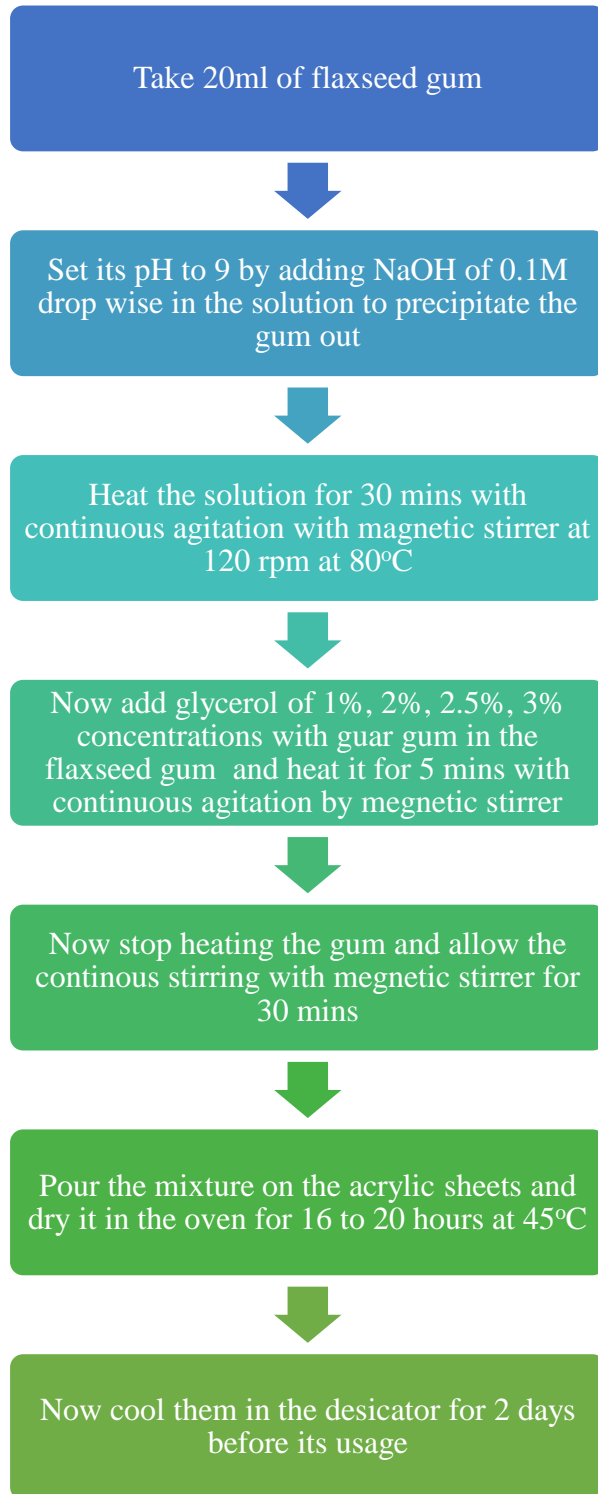 Take 20ml of flaxseed gum
Set its pH to 9 by adding NaOH of 0.1M
drop wise in the solution to precipitate the
gum out
Heat the solution for 30 mins with
continuous agitation with magnetic stirrer at
120 rpm at 80°C
Now add glycerol of 1%, 2%, 2.5%, 3%
concentrations with guar gum in the
flaxseed gum and heat it for 5 mins with
continuous agitation by megnetic stirrer
Now stop heating the gum and allow the
continous stirring with megnetic stirrer for
30 mins
Pour the mixture on the acrylic sheets and
dry it in the oven for 16 to 20 hours at 45°C
Now cool them in the desicator for 2 days
before its usage